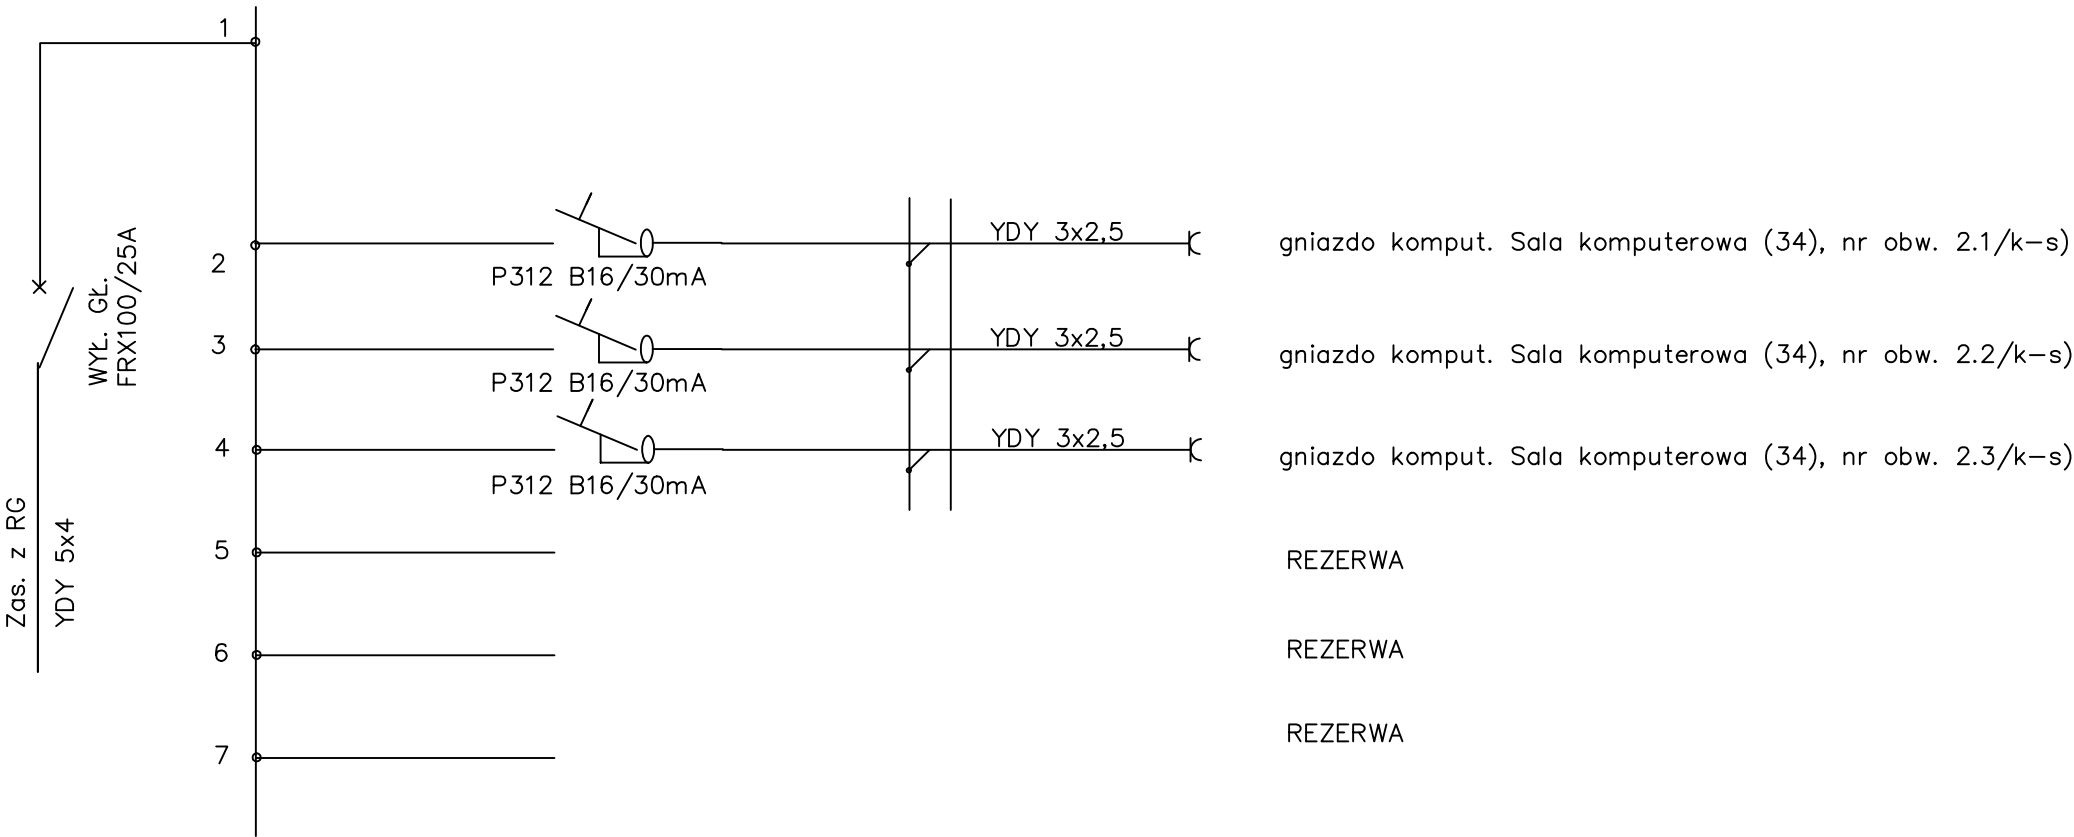 1
2
P312 B16/30mA
YDY 3x2,5
gniazdo komput. Sala komputerowa (34), nr obw. 2.1/k-s)
3
P312 B16/30mA
YDY 3x2,5
gniazdo komput. Sala komputerowa (34), nr obw. 2.2/k-s)
4
P312 B16/30mA
YDY 3x2,5
gniazdo komput. Sala komputerowa (34), nr obw. 2.3/k-s)
5
REZERWA
6
REZERWA
7
REZERWA
WYŁ. GŁ.
FRX100/25A
Zas. z RG
YDY 5x4